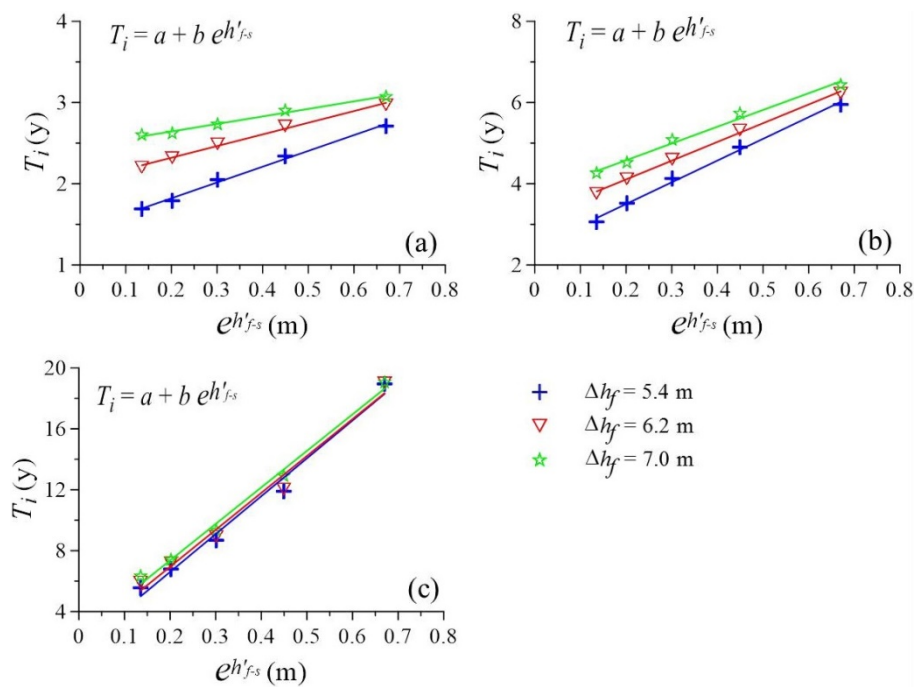 4
3
2
1
T_i = a + b e^{h'_{f-s}}
T_i (y)
(a)
0 0.1 0.2 0.3 0.4 0.5 0.6 0.7 0.8
e^{h'_{f-s}} (m)
8
6
4
2
T_i = a + b e^{h'_{f-s}}
T_i (y)
(b)
0 0.1 0.2 0.3 0.4 0.5 0.6 0.7 0.8
e^{h'_{f-s}} (m)
20
16
12
8
4
T_i = a + b e^{h'_{f-s}}
T_i (y)
(c)
0 0.1 0.2 0.3 0.4 0.5 0.6 0.7 0.8
e^{h'_{f-s}} (m)
Δh_f = 5.4 m
Δh_f = 6.2 m
Δh_f = 7.0 m